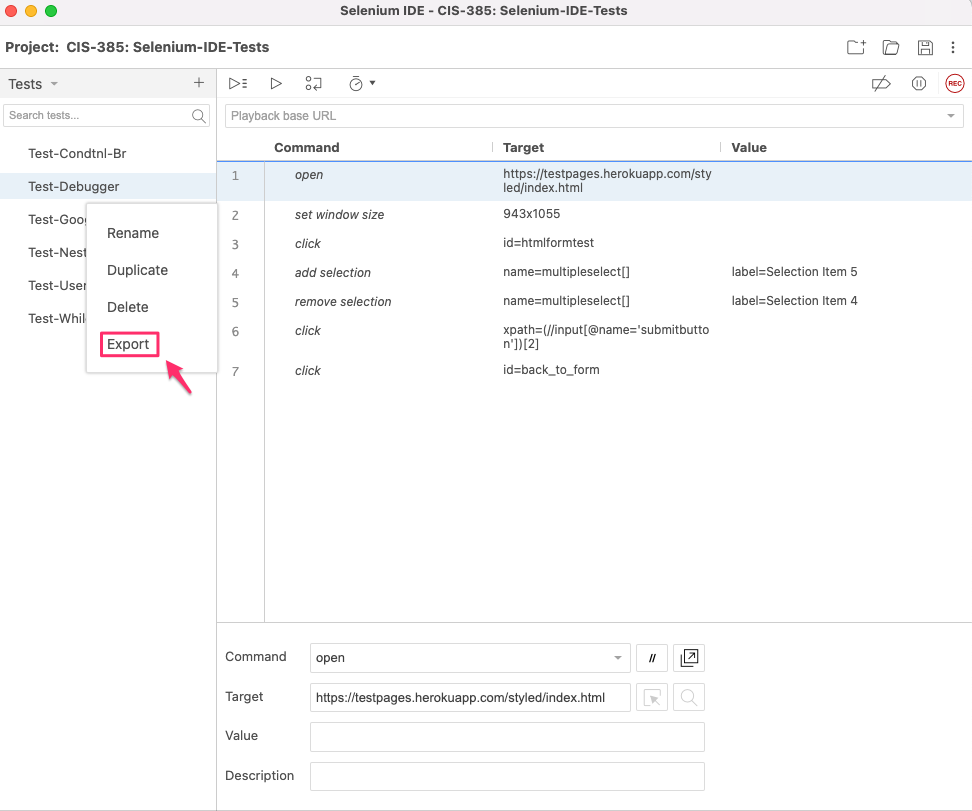 Selenium IDE - CIS-385: Selenium-IDE-Tests
Project: CIS-385: Selenium-IDE-Tests
Tests
Search tests...
Test-Condtnl-Br
Test-Debugger
Test-Goog
Test-Nest
Test-User
Test-Whil
Rename
Duplicate
Delete
Export
REC
Playback base URL
Command Target Value
1 open https://testpages.herokuapp.com/sty
led/index.html
2 set window size 943x1055
3 click id=htmlformtest
4 add selection name=multipleselect[] label=Selection Item 5
5 remove selection name=multipleselect[] label=Selection Item 4
6 click xpath=(//input[@name='submitbutto
n'])[2]
7 click id=back_to_form
Command open //
Target https://testpages.herokuapp.com/styled/index.html
Value
Description